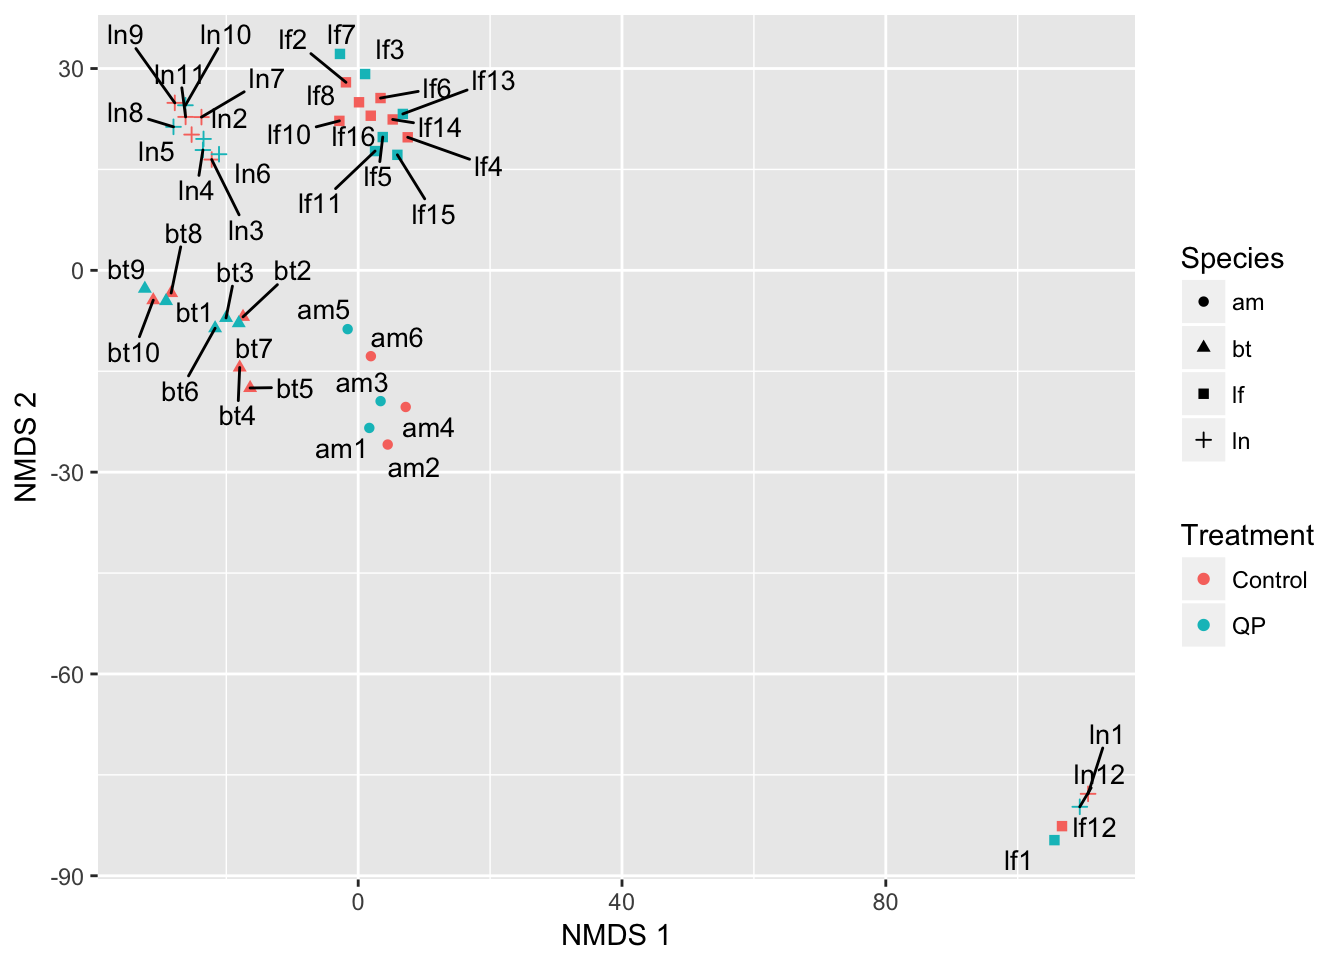 ln9
ln10
lf2
lf7
lf3
ln11
ln7
lf8
lf6
lf13
ln8
ln2
lf10
lf16
lf14
ln5
lf4
ln4
ln6
lf5
lf11
lf15
ln3
bt8
bt9
bt3
bt2
bt1
am5
am6
bt10
bt7
am3
bt6
bt5
bt4
am4
am1
am2
ln1
ln12
lf12
lf1
30
0
-30
-60
-90
NMDS 2
0
40
80
NMDS 1
Species
am
bt
lf
ln
Treatment
Control
QP